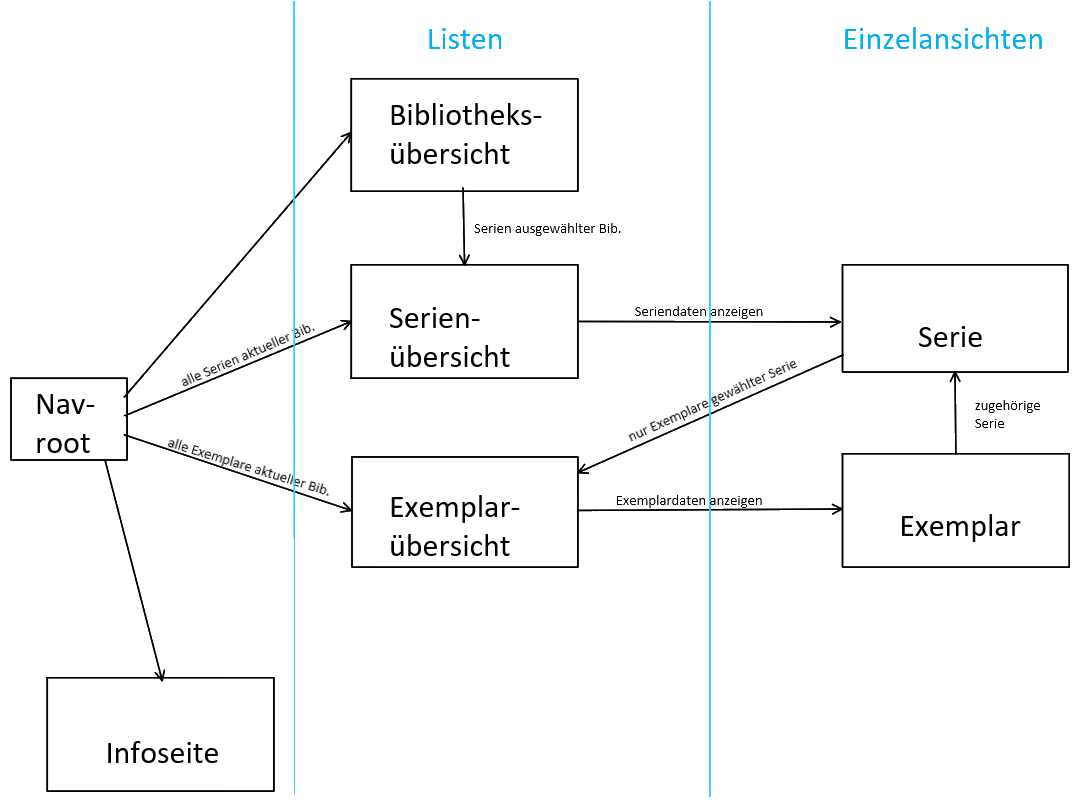 Listen
Einzelansichten
Bibliotheks-
übersicht
Serien ausgewählter Bib.
Serien-
übersicht
Seriendaten anzeigen
Serie
alle Serien aktueller Bib.
nur Exemplare gewählter Serie
Nav-
root
zugehörige
Serie
alle Exemplare aktueller Bib.
Exemplar-
übersicht
Exemplardaten anzeigen
Exemplar
Infoseite